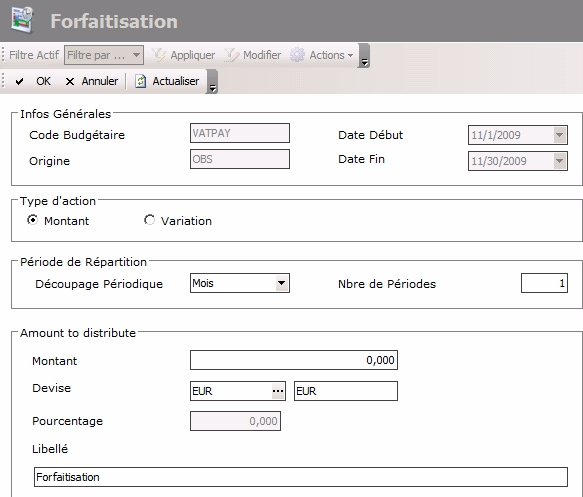 Forfaitisation
Filtre Actif Filtre par ... Appliquer Modifier Actions
OK Annuler Actualiser
Infos Générales
Code Budgétaire VATPAY Date Début 11/1/2009
Origine OBS Date Fin 11/30/2009
Type d'action
Montant Variation
Période de Répartition
Découpage Périodique Mois Nbre de Périodes 1
Amount to distribute
Montant 0,000
Devise EUR ... EUR
Pourcentage 0,000
Libellé
Forfaitisation